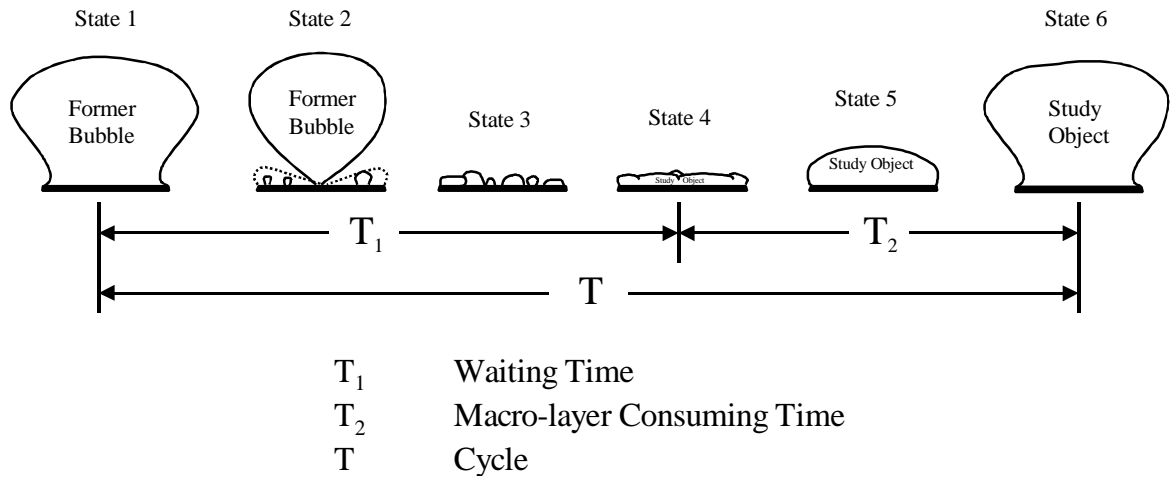 State 1
State 2
State 3
State 4
State 5
State 6
Former
Bubble
Former
Bubble
Study Object
Study Object
Study
Object
T₁
T₂
T
T₁ Waiting Time
T₂ Macro-layer Consuming Time
T Cycle